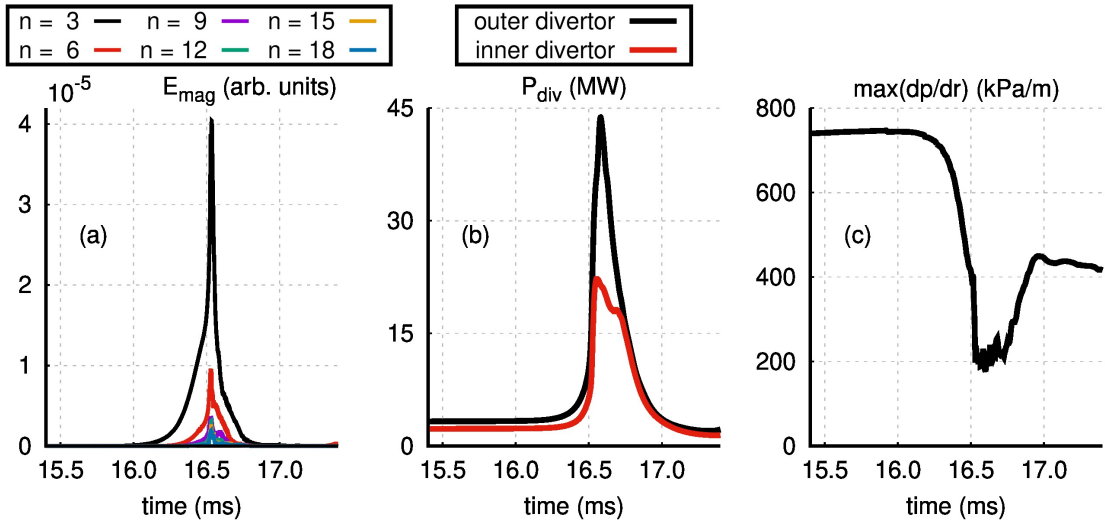 n = 3 n = 9 n = 15
n = 6 n = 12 n = 18
outer divertor
inner divertor
10⁻⁵ E_mag (arb. units)
4
3
2
1
0
(a)
15.5 16.0 16.5 17.0
time (ms)
P_div (MW)
45
30
15
0
(b)
15.5 16.0 16.5 17.0
time (ms)
max(dp/dr) (kPa/m)
800
600
400
200
0
(c)
15.5 16.0 16.5 17.0
time (ms)